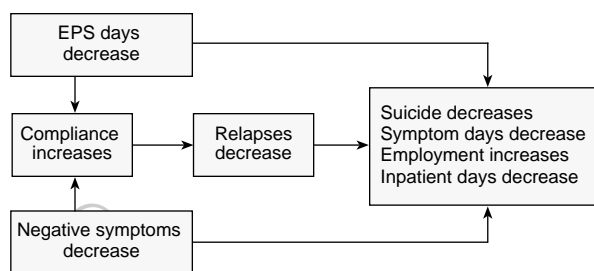 EPS days
decrease
Compliance
increases
Relapses
decrease
Suicide decreases
Symptom days decrease
Employment increases
Inpatient days decrease
Negative symptoms
decrease